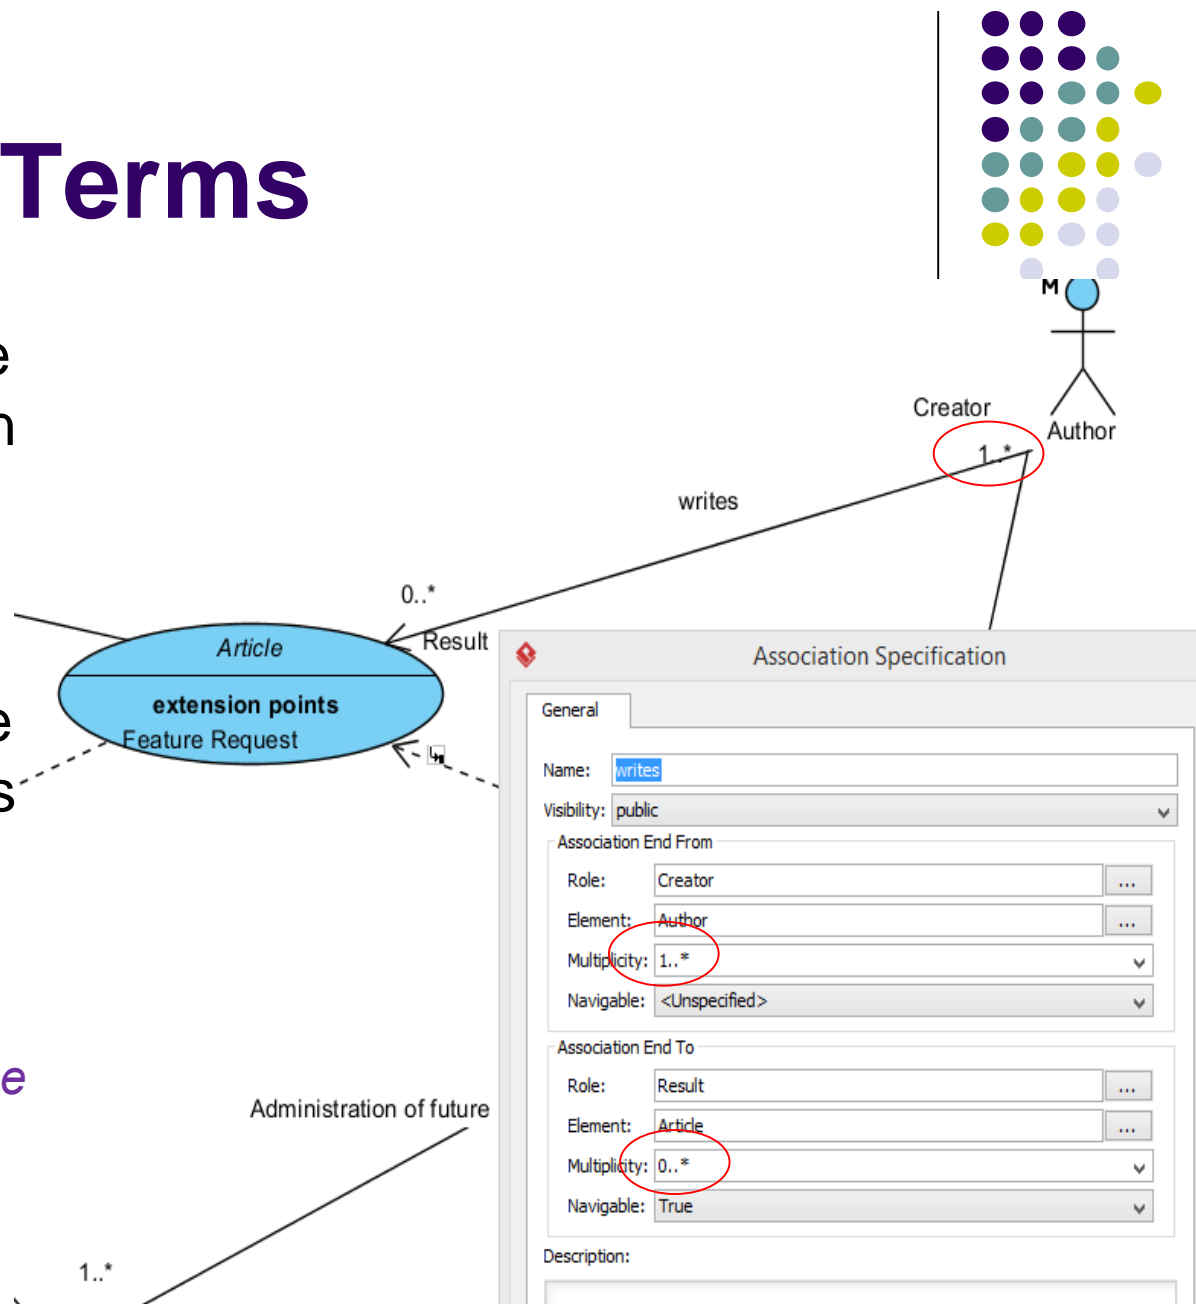 Terms
e
n
M
Creator
Author
1..*
writes
0..*
Result
Article
extension points
Feature Request
e
s
e
Administration of future
1..*
Association Specification
General
Name: writes
Visibility: public
Association End From
Role: Creator ...
Element: Author ...
Multiplicity: 1..*
Navigable: <Unspecified>
Association End To
Role: Result ...
Element: Article ...
Multiplicity: 0..*
Navigable: True
Description: